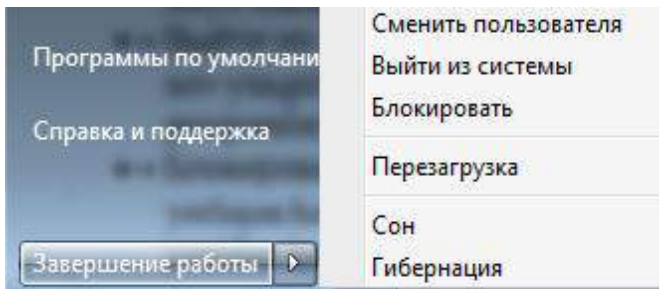 Программы по умолчани
Справка и поддержка
Завершение работы
Сменить пользователя
Выйти из системы
Блокировать
Перезагрузка
Сон
Гибернация